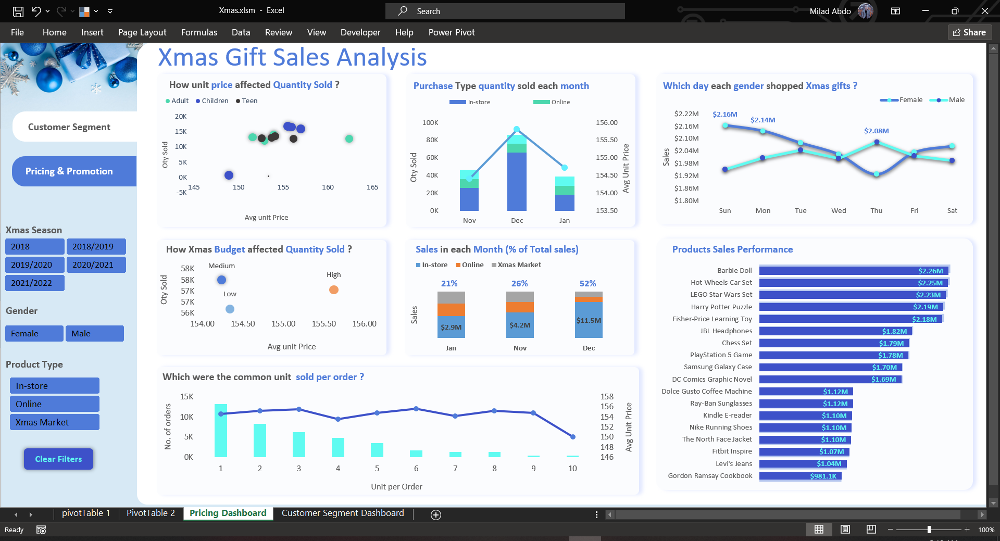 Xmas.xlsm - Excel
Search
Milad Abdo
File Home Insert Page Layout Formulas Data Review View Developer Help Power Pivot
Share
Xmas Gift Sales Analysis
Customer Segment
Pricing & Promotion
Xmas Season
2018 2018/2019
2019/2020 2020/2021
2021/2022
Gender
Female Male
Product Type
In-store
Online
Xmas Market
Clear Filters
How unit price affected Quantity Sold ?
Adult Children Teen
20K
15K
10K
5K
0K
-5K
Qty Sold
145 150 155 160 165
Avg unit Price
Purchase Type quantity sold each month
In-store Online
100K
80K
60K
40K
20K
0K
Qty Sold
156.00
155.50
155.00
154.50
154.00
153.50
Avg Unit Price
Nov Dec Jan
Which day each gender shopped Xmas gifts ?
Female Male
$2.22M
$2.16M
$2.10M
$2.04M
$1.98M
$1.92M
$1.86M
$1.80M
Sales
$2.16M
$2.14M
$2.08M
Sun Mon Tue Wed Thu Fri Sat
How Xmas Budget affected Quantity Sold ?
58K
58K
57K
57K
56K
Qty Sold
Medium
High
Low
154.00 154.50 155.00 155.50 156.00
Avg unit Price
Sales in each Month (% of Total sales)
In-store Online Xmas Market
21% 26% 52%
Sales
$2.9M $4.2M $11.5M
Jan Nov Dec
Products Sales Performance
Barbie Doll $2.26M
Hot Wheels Car Set $2.25M
LEGO Star Wars Set $2.23M
Harry Potter Puzzle $2.19M
Fisher-Price Learning Toy $2.18M
JBL Headphones $1.82M
Chess Set $1.79M
PlayStation 5 Game $1.78M
Samsung Galaxy Case $1.70M
DC Comics Graphic Novel $1.69M
Dolce Gusto Coffee Machine $1.12M
Ray-Ban Sunglasses $1.12M
Kindle E-reader $1.10M
Nike Running Shoes $1.10M
The North Face Jacket $1.10M
Fitbit Inspire $1.07M
Levi's Jeans $1.04M
Gordon Ramsay Cookbook $981.1K
Which were the common unit sold per order ?
15K
10K
5K
0K
No. of orders
158
156
154
152
150
148
146
Avg Unit Price
1 2 3 4 5 6 7 8 9 10
Unit per Order
pivotTable 1 PivotTable 2 Pricing Dashboard Customer Segment Dashboard
Ready
100%